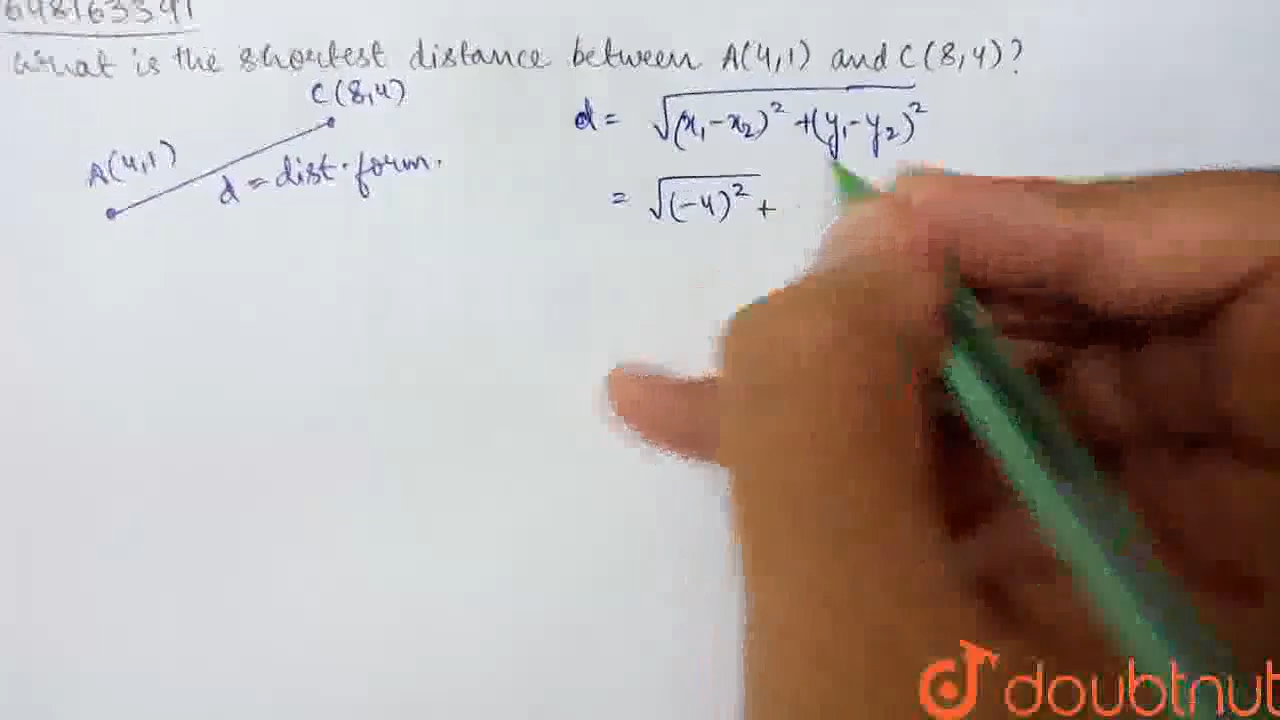 What is the shortest distance between A(4,1) and C(8,4)?
C(8,4)
A(4,1)
d = dist. form.
d = √(x₁-x₂)² + (y₁-y₂)²
= √(-4)² +
doubtnut